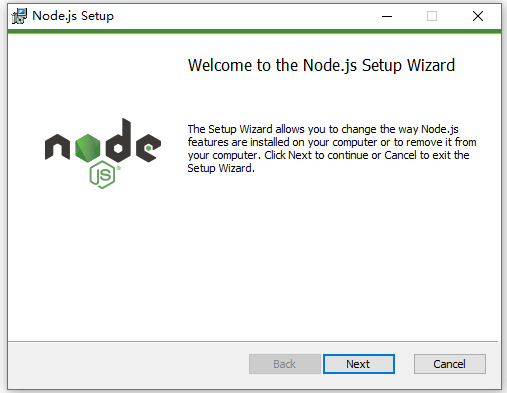 Node.js Setup
Welcome to the Node.js Setup Wizard
node
JS
The Setup Wizard allows you to change the way Node.js
features are installed on your computer or to remove it from
your computer. Click Next to continue or Cancel to exit the
Setup Wizard.
Back
Next
Cancel